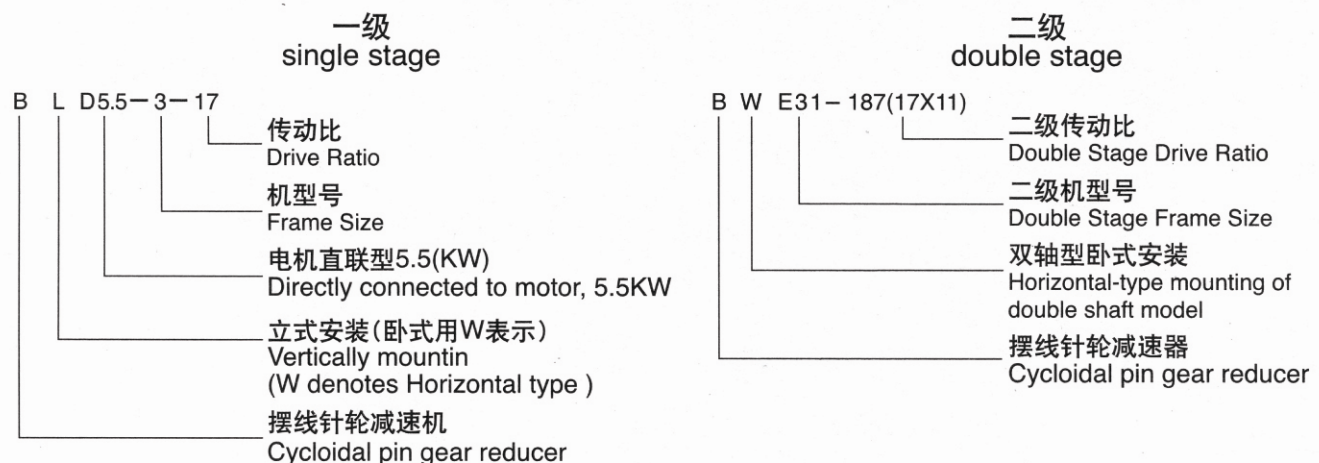 一级
single stage
B L D5.5－3－17
传动比
Drive Ratio
机型号
Frame Size
电机直联型5.5(KW)
Directly connected to motor, 5.5KW
立式安装(卧式用W表示)
Vertically mountin
(W denotes Horizontal type )
摆线针轮减速机
Cycloidal pin gear reducer
二级
double stage
B W E31－187(17X11)
二级传动比
Double Stage Drive Ratio
二级机型号
Double Stage Frame Size
双轴型卧式安装
Horizontal-type mounting of
double shaft model
摆线针轮减速器
Cycloidal pin gear reducer